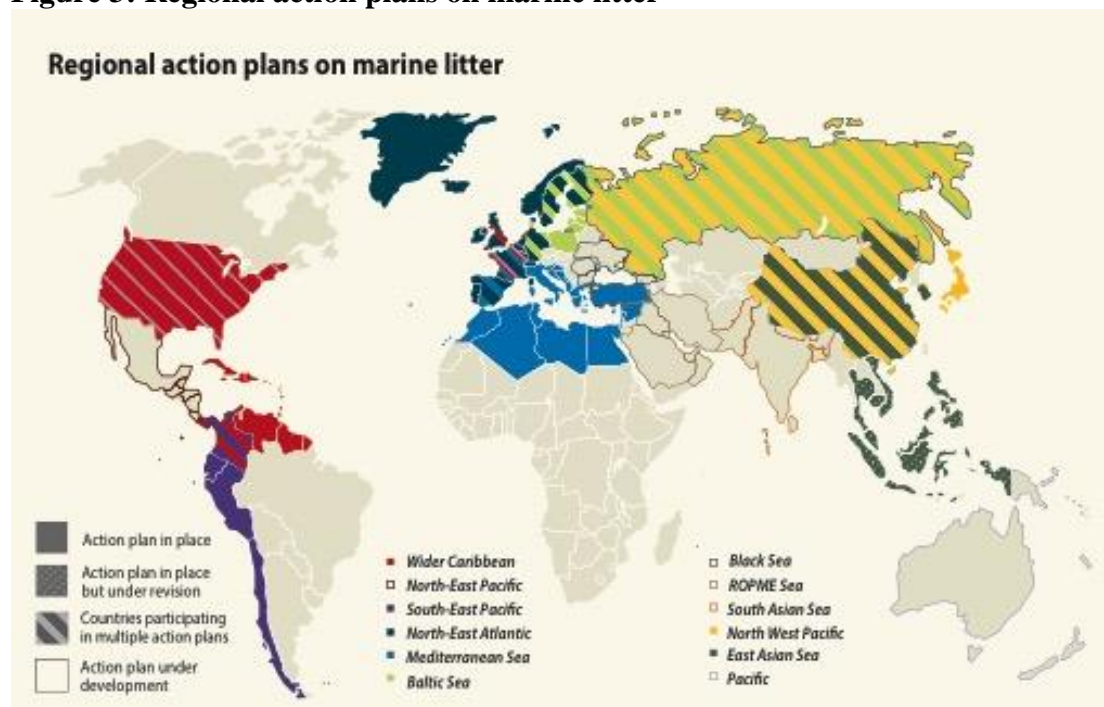 Figure 3: Regional action plans on marine litter
Regional action plans on marine litter
Action plan in place
Action plan in place
but under revision
Countries participating
in multiple action plans
Action plan under
development
Wider Caribbean
North-East Pacific
South-East Pacific
North-East Atlantic
Mediterranean Sea
Baltic Sea
Black Sea
ROPME Sea
South Asian Sea
North West Pacific
East Asian Sea
Pacific